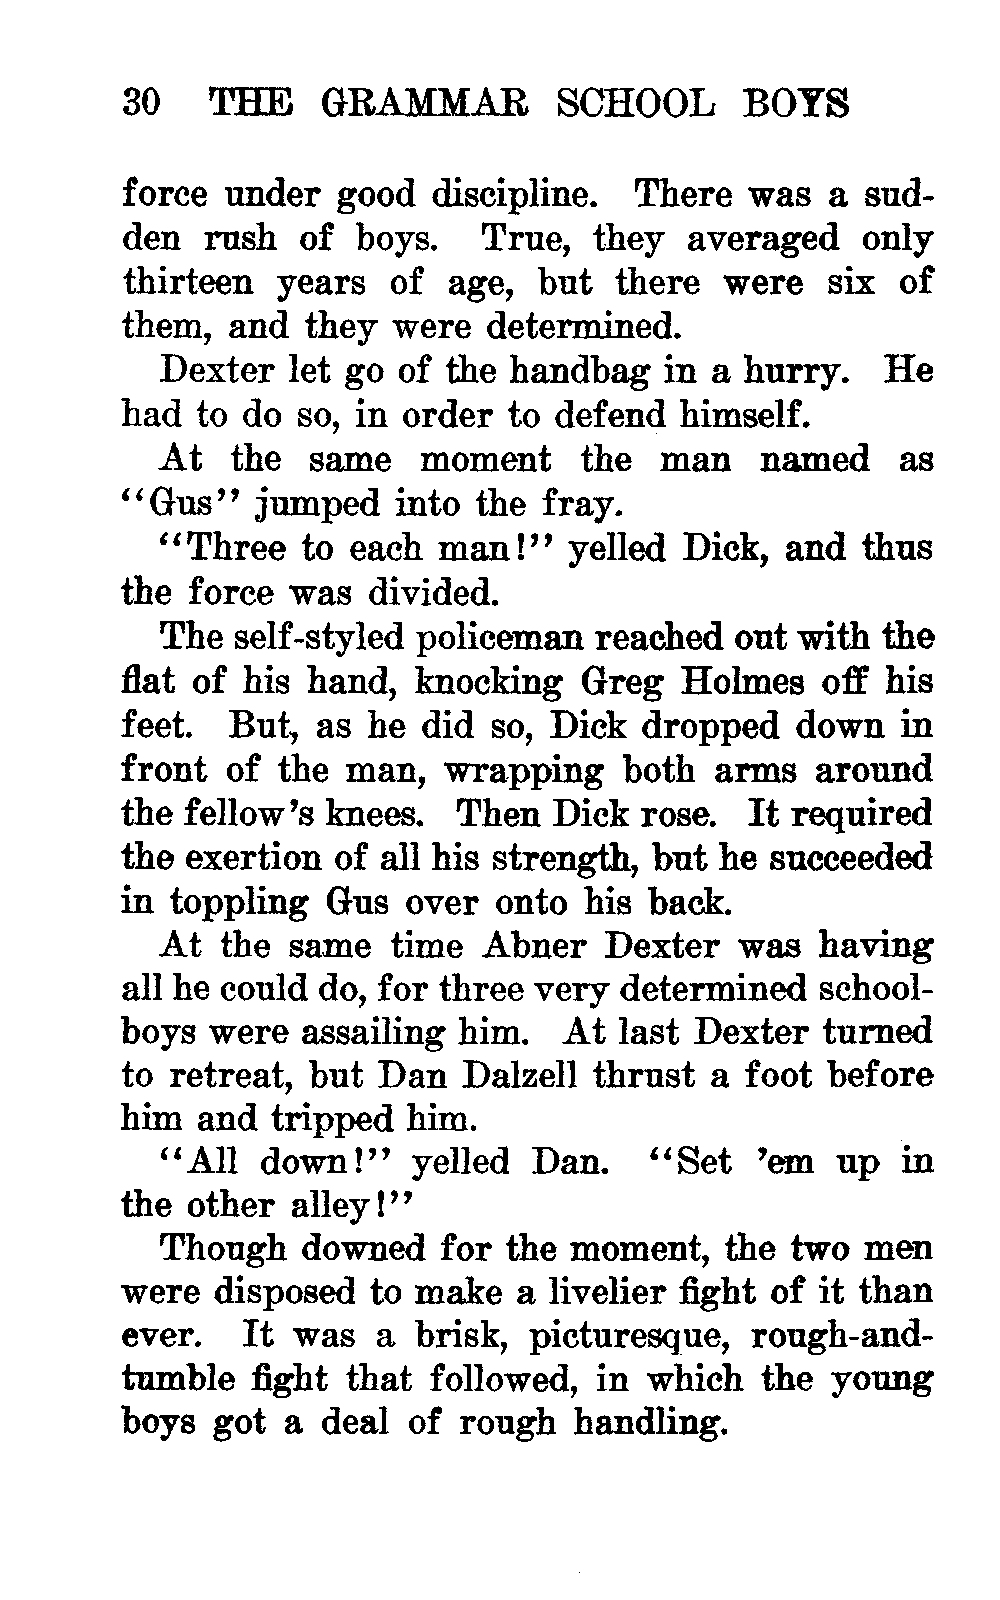 30 THE GRAMMAR SCHOOL BOYS
force under good discipline. There was a sud-
den rush of boys. True, they averaged only
thirteen years of age, but there were six of
them, and they were determined.
Dexter let go of the handbag in a hurry. He
had to do so, in order to defend himself.
At the same moment the man named as
“Gus” jumped into the fray.
“Three to each man!” yelled Dick, and thus
the force was divided.
The self-styled policeman reached out with the
flat of his hand, knocking Greg Holmes off his
feet. But, as he did so, Dick dropped down in
front of the man, wrapping both arms around
the fellow’s knees. Then Dick rose. It required
the exertion of all his strength, but he succeeded
in toppling Gus over onto his back.
At the same time Abner Dexter was having
all he could do, for three very determined school-
boys were assailing him. At last Dexter turned
to retreat, but Dan Dalzell thrust a foot before
him and tripped him.
“All down!” yelled Dan. “Set ’em up in
the other alley!”
Though downed for the moment, the two men
were disposed to make a livelier fight of it than
ever. It was a brisk, picturesque, rough-and-
tumble fight that followed, in which the young
boys got a deal of rough handling.